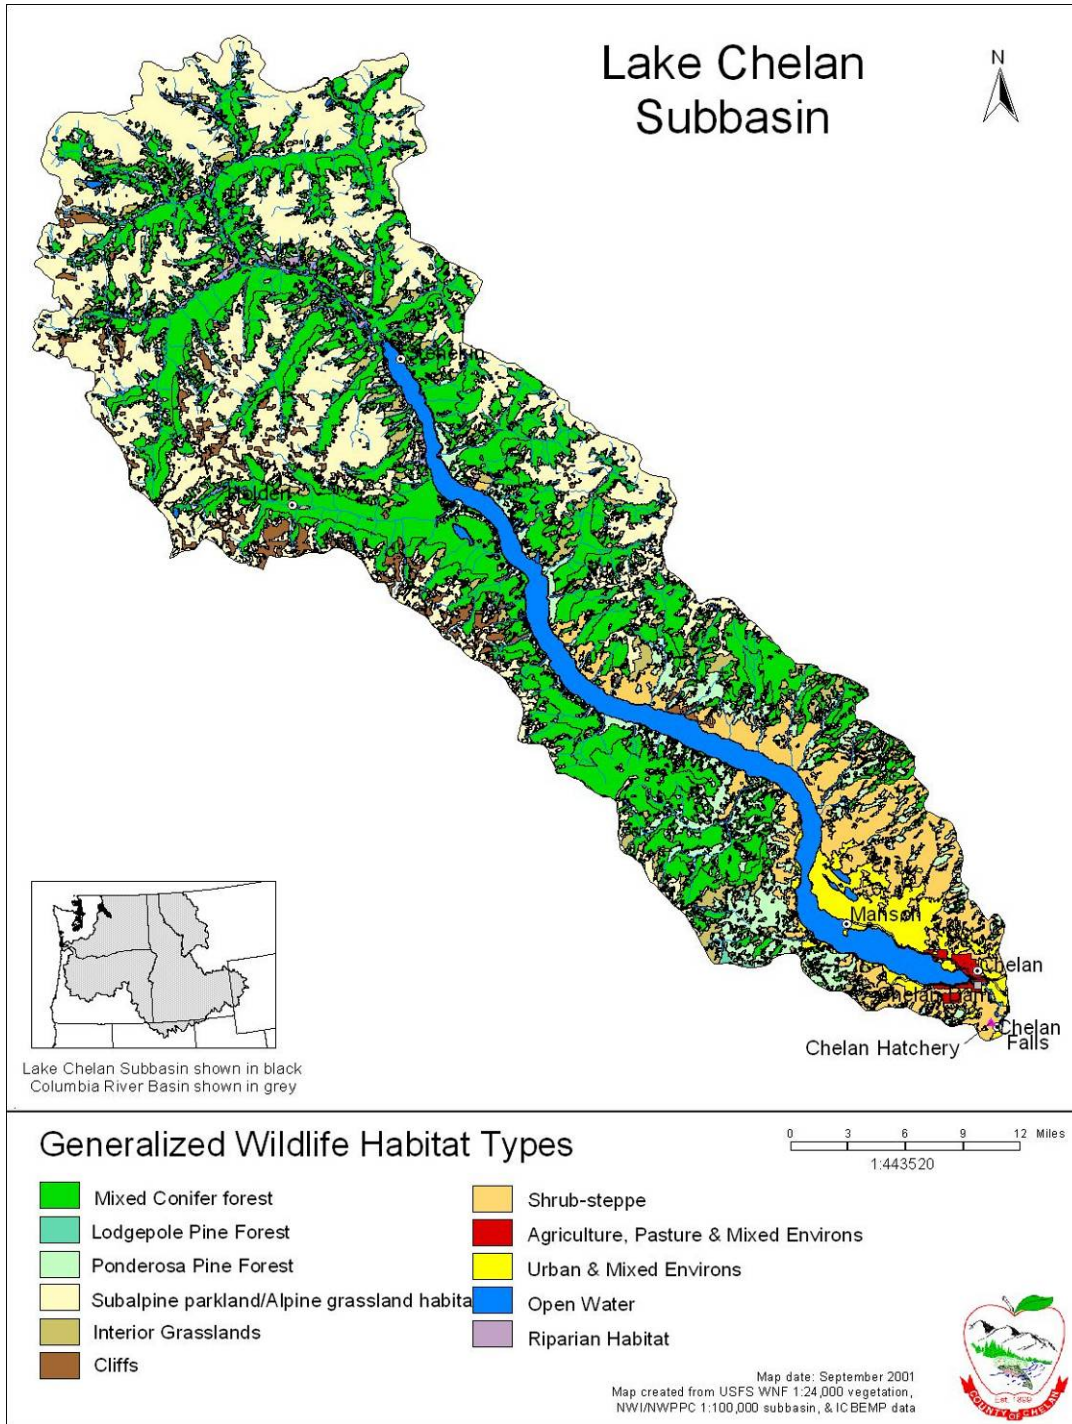 Lake Chelan
Subbasin
N
Stehekin
Holden
Manson
Chelan
Chelan Dam
Chelan
Falls
Chelan Hatchery
Lake Chelan Subbasin shown in black
Columbia River Basin shown in grey
Generalized Wildlife Habitat Types
0 3 6 9 12 Miles
1:443520
Mixed Conifer forest
Lodgepole Pine Forest
Ponderosa Pine Forest
Subalpine parkland/Alpine grassland habita
Interior Grasslands
Cliffs
Shrub-steppe
Agriculture, Pasture & Mixed Environs
Urban & Mixed Environs
Open Water
Riparian Habitat
Map date: September 2001
Map created from USFS WNF 1:24,000 vegetation,
NWI/NWPPC 1:100,000 subbasin, & ICBEMP data
Est. 1899
COUNTY OF CHELAN